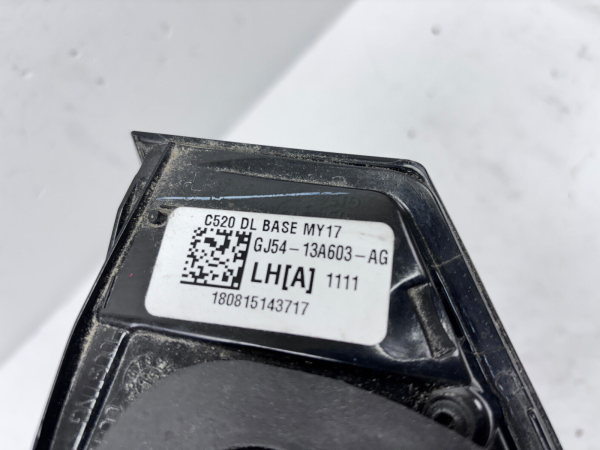 C520 DL BASE MY17
GJ54-13A603-AG
LH[A] 1111
180815143717